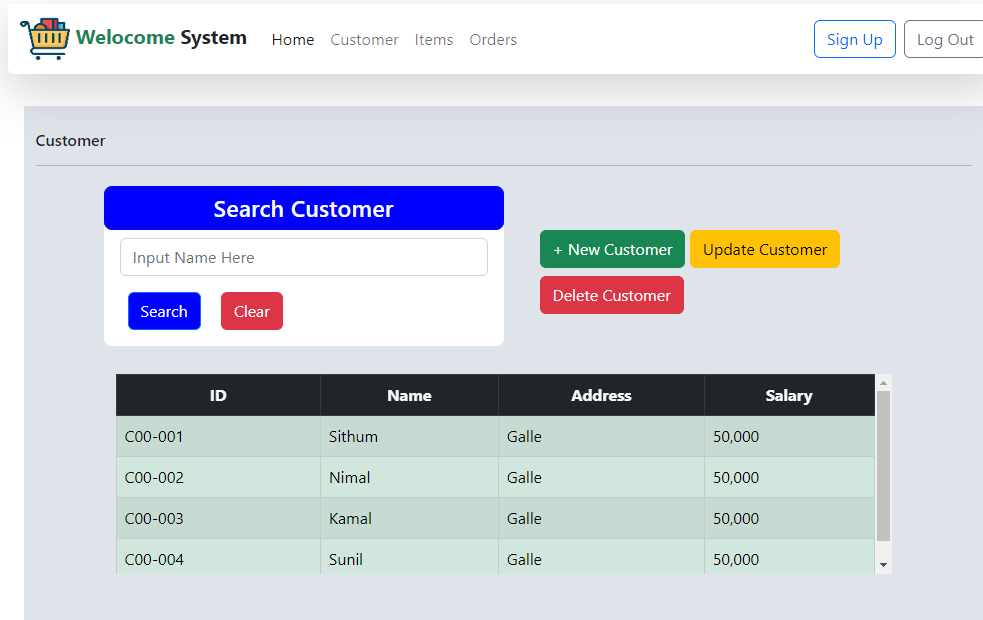 Welocome System Home Customer Items Orders Sign Up Log Out
Customer
Search Customer
Input Name Here
Search Clear
+ New Customer Update Customer
Delete Customer
ID Name Address Salary
C00-001 Sithum Galle 50,000
C00-002 Nimal Galle 50,000
C00-003 Kamal Galle 50,000
C00-004 Sunil Galle 50,000